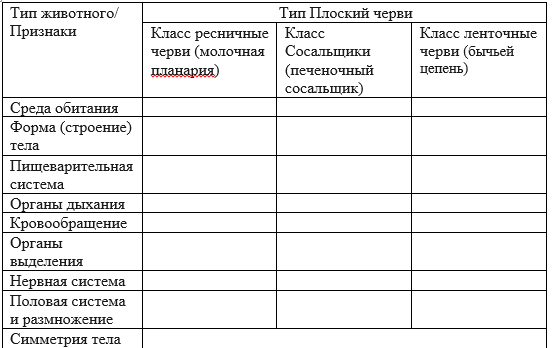 Тип животного/
Признаки
Тип Плоский черви
Класс ресничные
черви (молочная
планария)
Класс
Сосальщики
(печеночный
сосальщик)
Класс ленточные
черви (бычьей
цепень)
Среда обитания
Форма (строение)
тела
Пищеварительная
система
Органы дыхания
Кровообращение
Органы
выделения
Нервная система
Половая система
и размножение
Симметрия тела